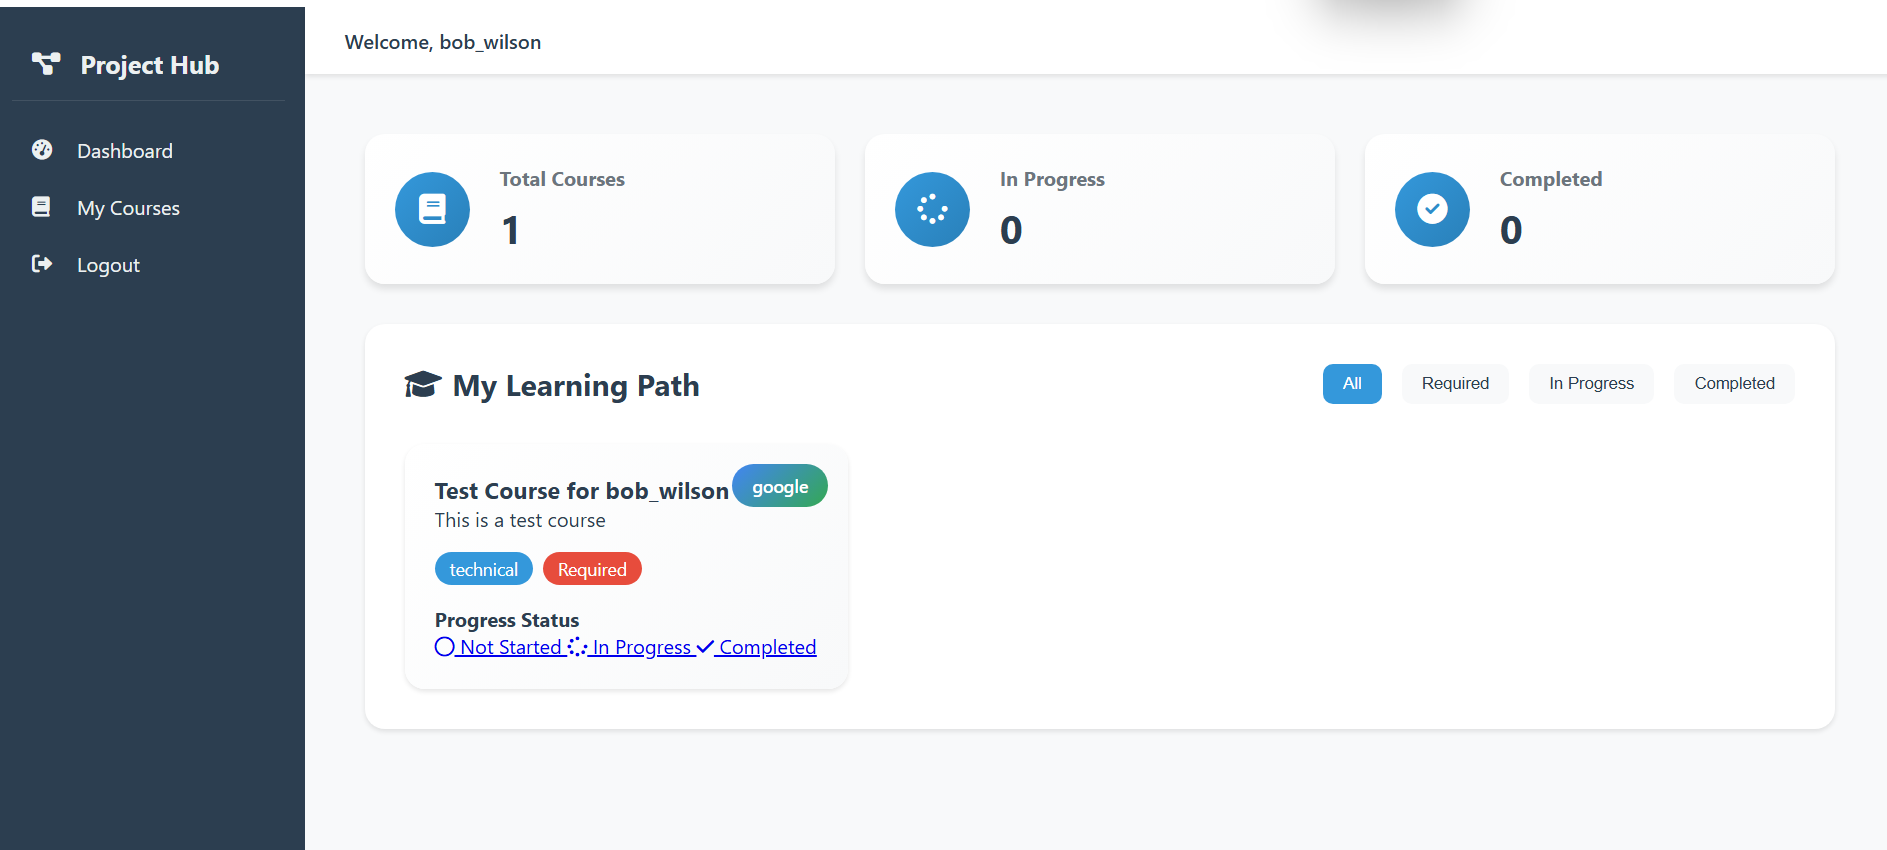 Project Hub
Dashboard
My Courses
Logout
Welcome, bob_wilson
Total Courses
1
In Progress
0
Completed
0
My Learning Path
All
Required
In Progress
Completed
Test Course for bob_wilson
google
This is a test course
technical
Required
Progress Status
Not Started In Progress Completed